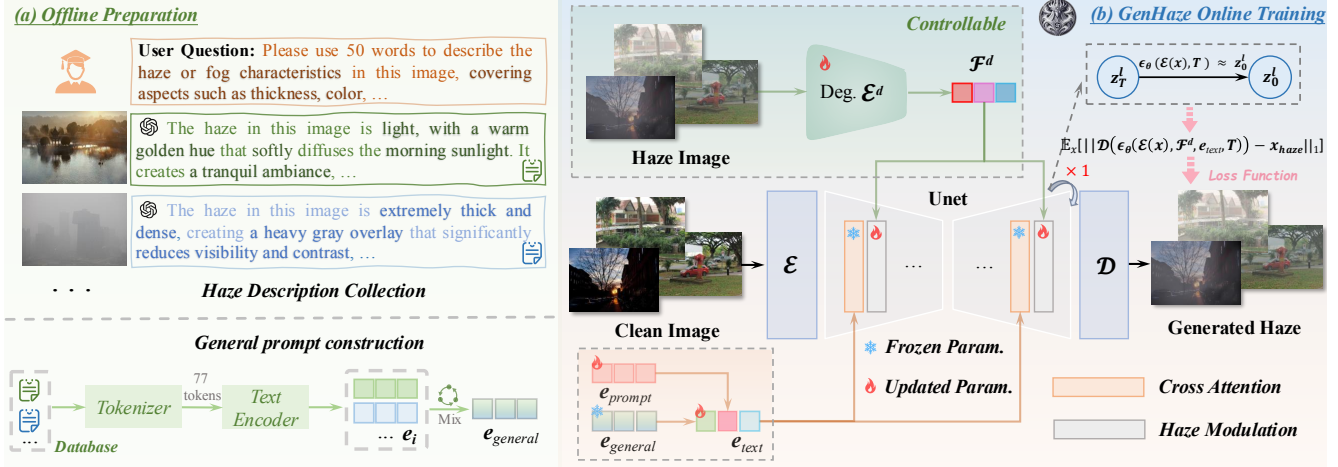 (a) Offline Preparation
User Question: Please use 50 words to describe the
haze or fog characteristics in this image, covering
aspects such as thickness, color, …
The haze in this image is light, with a warm
golden hue that softly diffuses the morning sunlight. It
creates a tranquil ambiance, …
The haze in this image is extremely thick and
dense, creating a heavy gray overlay that significantly
reduces visibility and contrast, …
. . .
Haze Description Collection
General prompt construction
77
tokens
Tokenizer
Text
Encoder
Mix
...
Database
... e_i
e_general
(b) GenHaze Online Training
Controllable
Haze Image
Deg. ℰ^d
ℱ^d
z_T^l
ϵ_θ(ℰ(x),T) ≈ z_0^l
z_0^l
𝔼_x[||𝒟(ϵ_θ(ℰ(x),ℱ^d,e_text,T)) − x_haze||_1]
× 1
Loss Function
Unet
ℰ
...
...
𝒟
Clean Image
Generated Haze
Frozen Param.
Updated Param.
Cross Attention
Haze Modulation
e_prompt
e_general
e_text